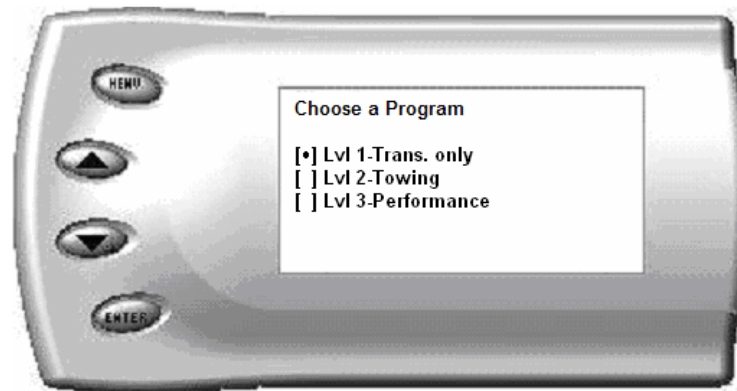 MENU
Choose a Program
[•] Lvl 1-Trans. only
[ ] Lvl 2-Towing
[ ] Lvl 3-Performance
ENTER